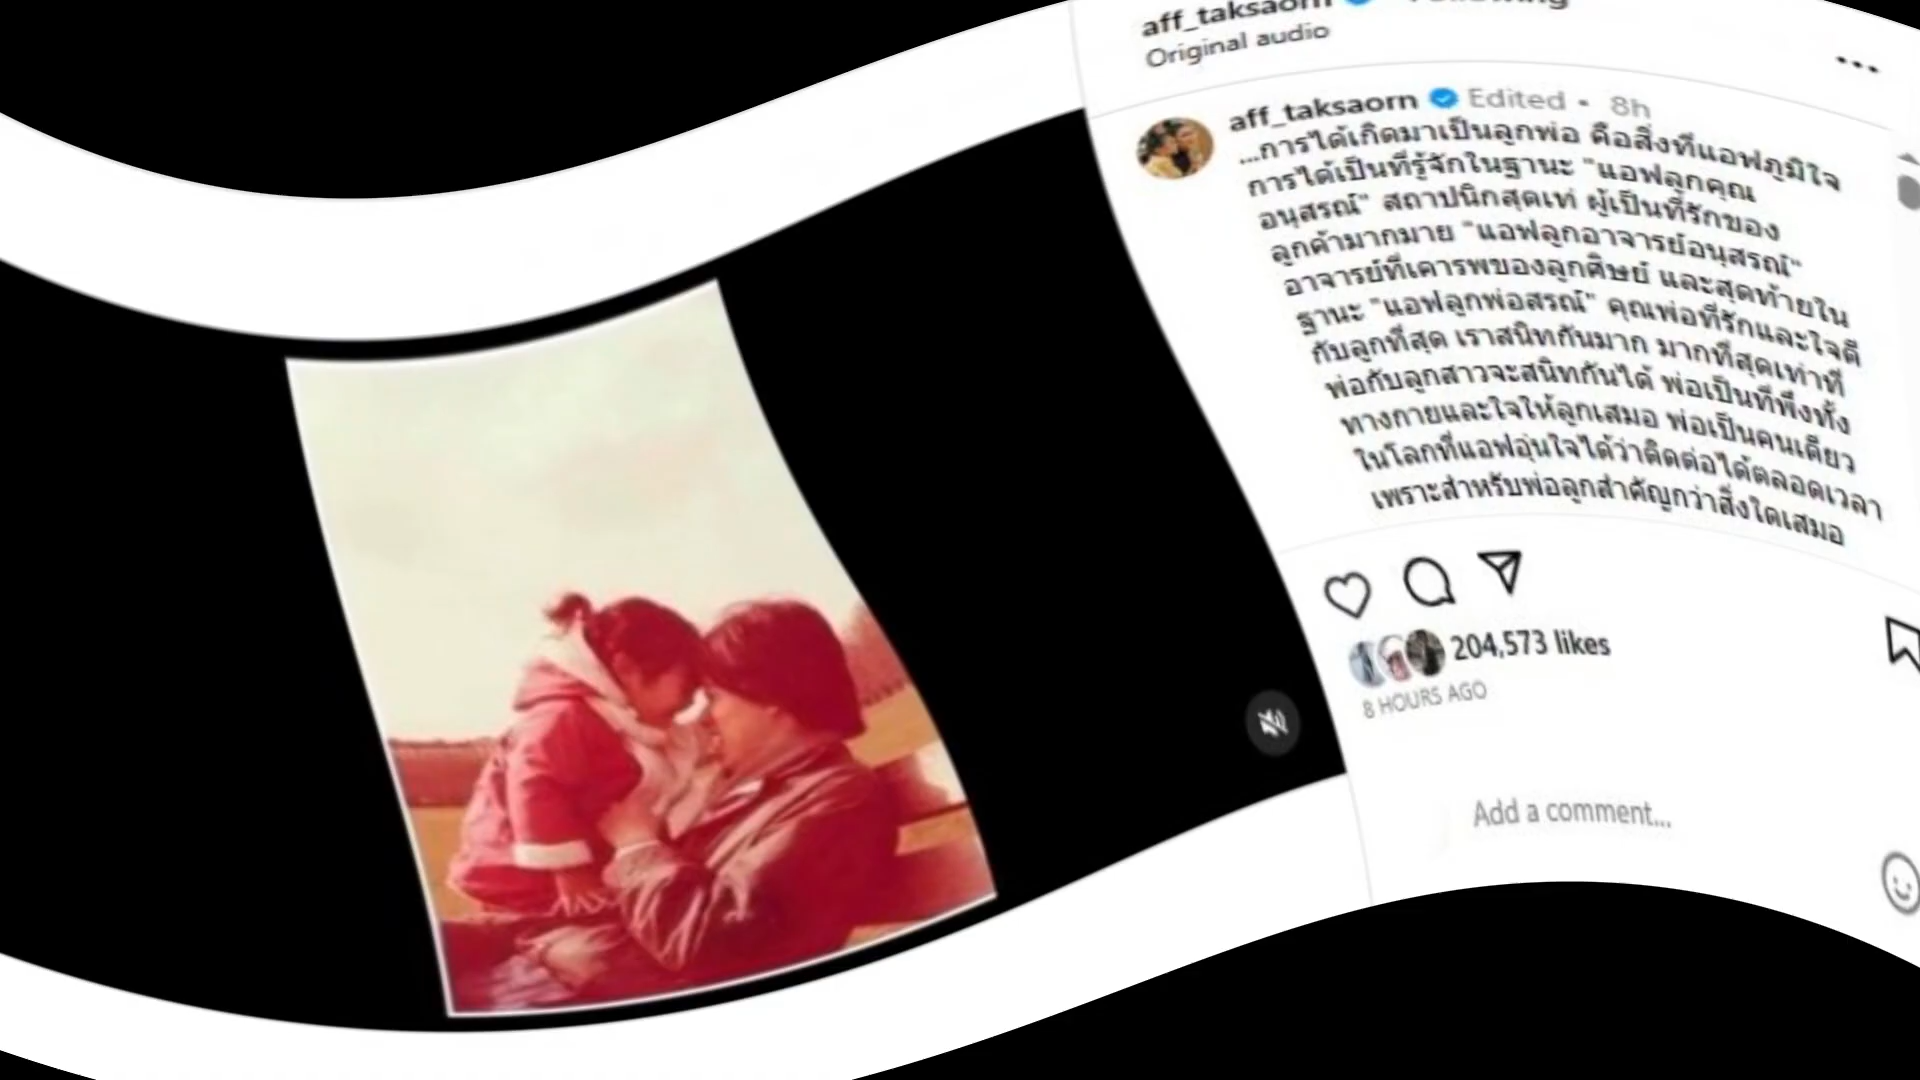 aff_taksaorn Following
Original audio
aff_taksaorn Edited • 8h
...การได้เกิดมาเป็นลูกพ่อ คือสิ่งที่แอฟภูมิใจ
การได้เป็นที่รู้จักในฐานะ "แอฟลูกคุณ
อนุสรณ์" สถาปนิกสุดเท่ ผู้เป็นที่รักของ
ลูกค้ามากมาย "แอฟลูกอาจารย์อนุสรณ์"
อาจารย์ที่เคารพของลูกศิษย์ และสุดท้ายใน
ฐานะ "แอฟลูกพ่อสรณ์" คุณพ่อที่รักและใจดี
กับลูกที่สุด เราสนิทกันมาก มากที่สุดเท่าที่
พ่อกับลูกสาวจะสนิทกันได้ พ่อเป็นที่พึ่งทั้ง
ทางกายและใจให้ลูกเสมอ พ่อเป็นคนเดียว
ในโลกที่แอฟอุ่นใจได้ว่าติดต่อได้ตลอดเวลา
เพราะสำหรับพ่อลูกสำคัญกว่าสิ่งใดเสมอ
204,573 likes
8 HOURS AGO
Add a comment...